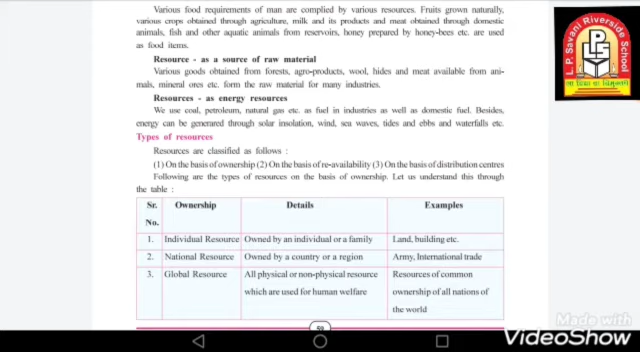 Various food requirements of man are complied by various resources. Fruits grown naturally,
various crops obtained through agriculture, milk and its products and meat obtained through domestic
animals, fish and other aquatic animals from reservoirs, honey prepared by honey-bees etc. are used
as food items.
Resource - as a source of raw material
Various goods obtained from forests, agro-products, wool, hides and meat available from ani-
mals, mineral ores etc. form the raw material for many industries.
Resources - as energy resources
We use coal, petroleum, natural gas etc. as fuel in industries as well as domestic fuel. Besides,
energy can be generared through solar insolation, wind, sea waves, tides and ebbs and waterfalls etc.
Types of resources
Resources are classified as follows :
(1) On the basis of ownership (2) On the basis of re-availability (3) On the basis of distribution centres
Following are the types of resources on the basis of ownership. Let us understand this through
the table :
Sr. No. Ownership Details Examples
1. Individual Resource Owned by an individual or a family Land, building etc.
2. National Resource Owned by a country or a region Army, International trade
3. Global Resource All physical or non-physical resource which are used for human welfare Resources of common ownership of all nations of the world
59
L. P. Savani Riverside School
LPS
Made with
VideoShow